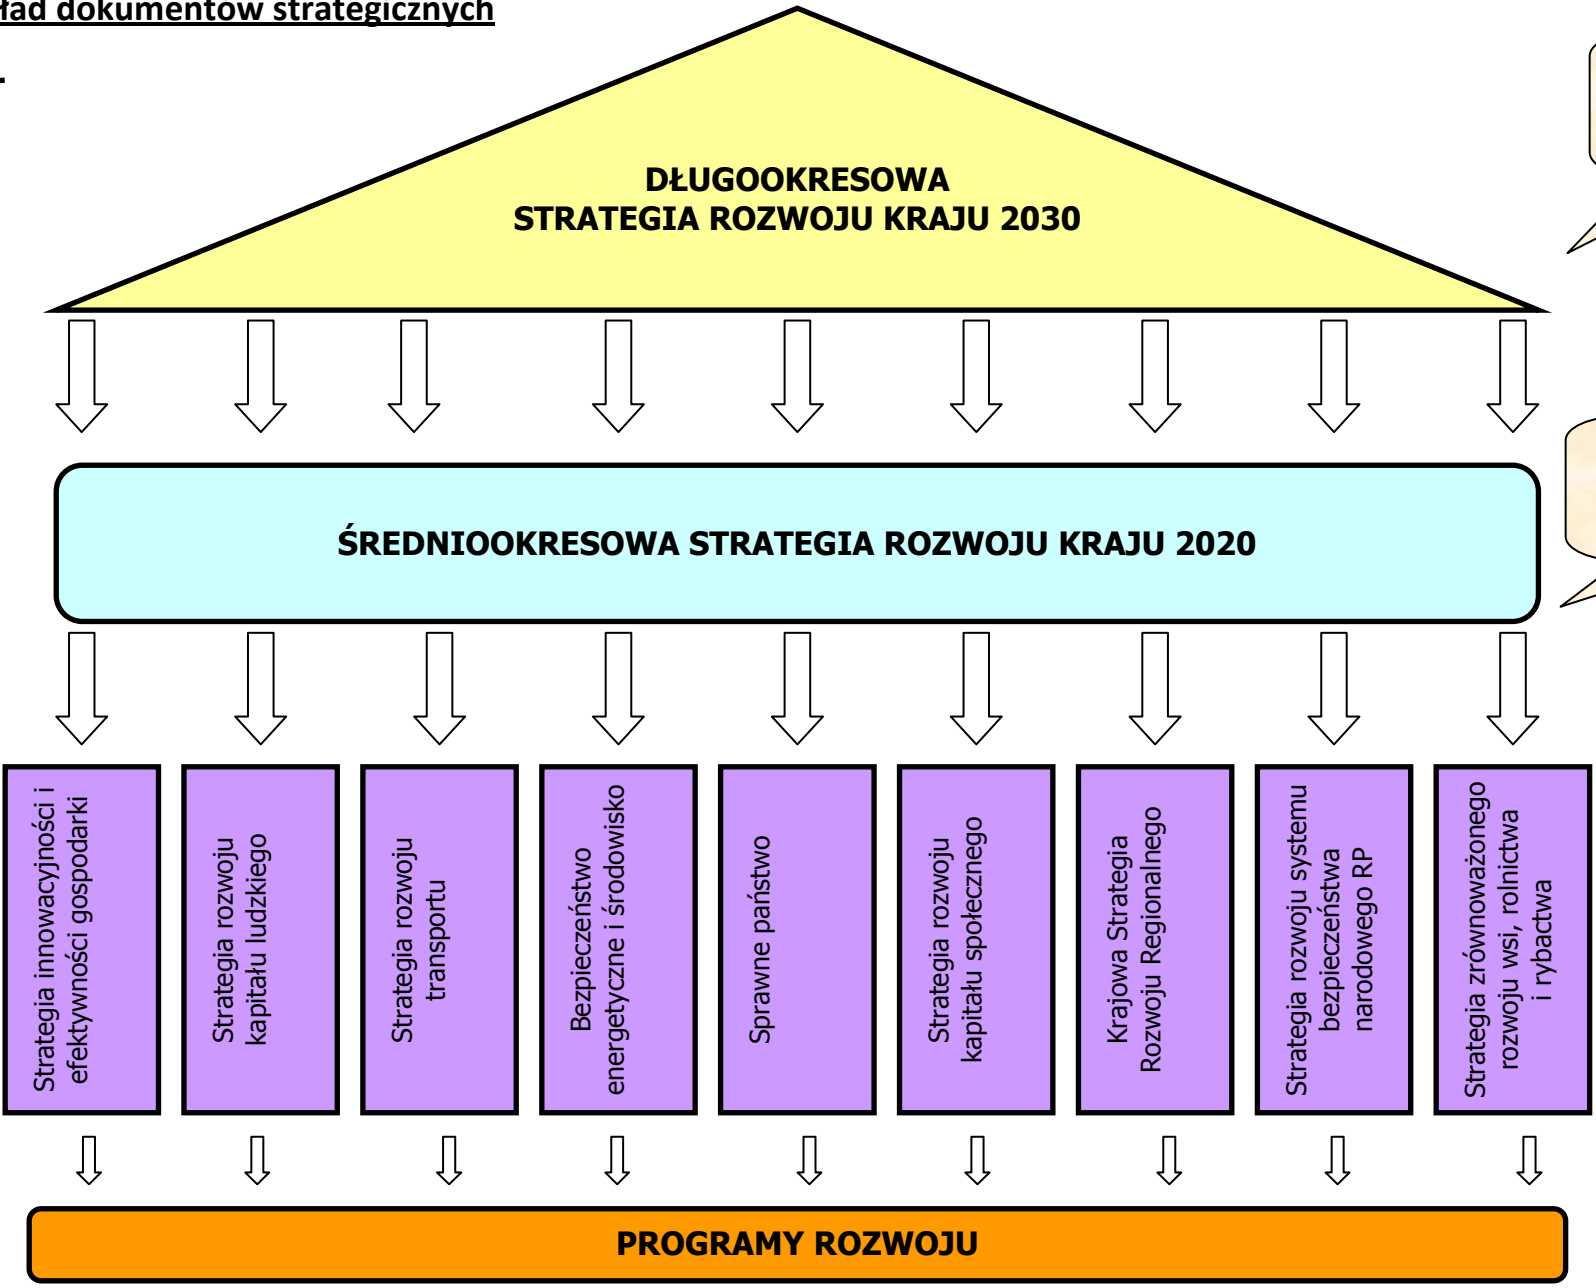 ład dokumentów strategicznych
DŁUGOOKRESOWA
STRATEGIA ROZWOJU KRAJU 2030
ŚREDNIOOKRESOWA STRATEGIA ROZWOJU KRAJU 2020
Strategia innowacyjności i
efektywności gospodarki
Strategia rozwoju
kapitału ludzkiego
Strategia rozwoju
transportu
Bezpieczeństwo
energetyczne i środowisko
Sprawne państwo
Strategia rozwoju
kapitału społecznego
Krajowa Strategia
Rozwoju Regionalnego
Strategia rozwoju systemu
bezpieczeństwa
narodowego RP
Strategia zrównoważonego
rozwoju wsi, rolnictwa
i rybactwa
PROGRAMY ROZWOJU